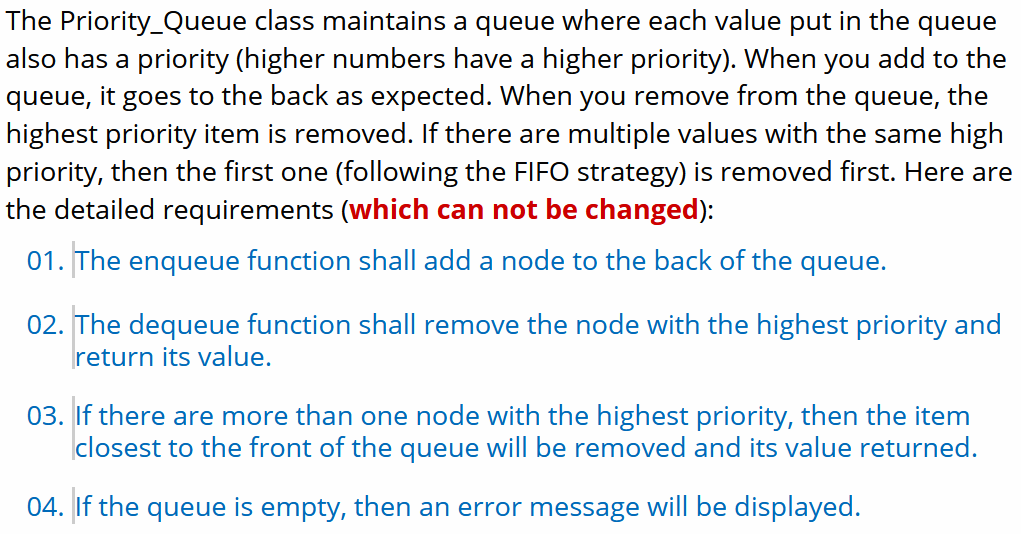 The Priority_Queue class maintains a queue where each value put in the queue
also has a priority (higher numbers have a higher priority). When you add to the
queue, it goes to the back as expected. When you remove from the queue, the
highest priority item is removed. If there are multiple values with the same high
priority, then the first one (following the FIFO strategy) is removed first. Here are
the detailed requirements (which can not be changed):
01. The enqueue function shall add a node to the back of the queue.
02. The dequeue function shall remove the node with the highest priority and
return its value.
03. If there are more than one node with the highest priority, then the item
closest to the front of the queue will be removed and its value returned.
04. If the queue is empty, then an error message will be displayed.